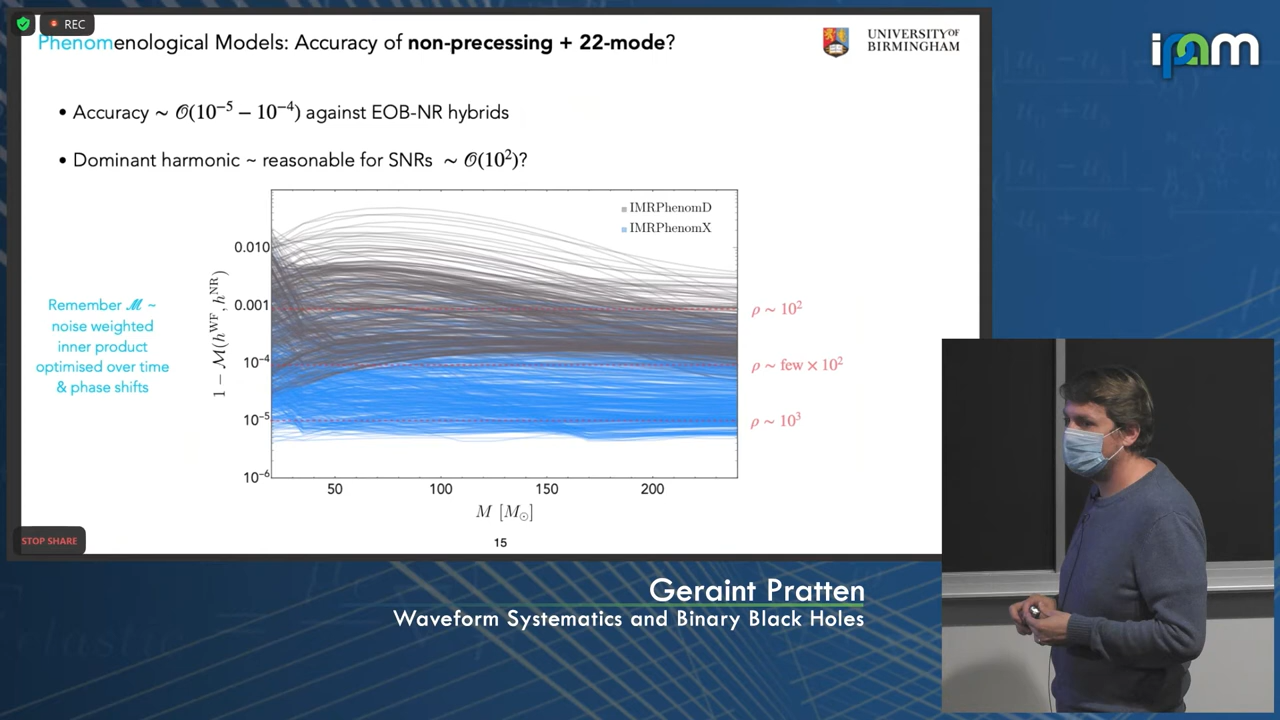 REC
Phenomenological Models: Accuracy of non-precessing + 22-mode?
UNIVERSITY OF
BIRMINGHAM
ipam
• Accuracy ~ 𝒪(10⁻⁵ − 10⁻⁴) against EOB-NR hybrids
• Dominant harmonic ~ reasonable for SNRs ~ 𝒪(10²)?
IMRPhenomD
IMRPhenomX
0.010
0.001
10⁻⁴
10⁻⁵
10⁻⁶
1 − ℳ(h^WF, h^NR)
Remember ℳ ~
noise weighted
inner product
optimised over time
& phase shifts
ρ ~ 10²
ρ ~ few × 10²
ρ ~ 10³
50
100
150
200
M [M⊙]
STOP SHARE
15
Geraint Pratten
Waveform Systematics and Binary Black Holes